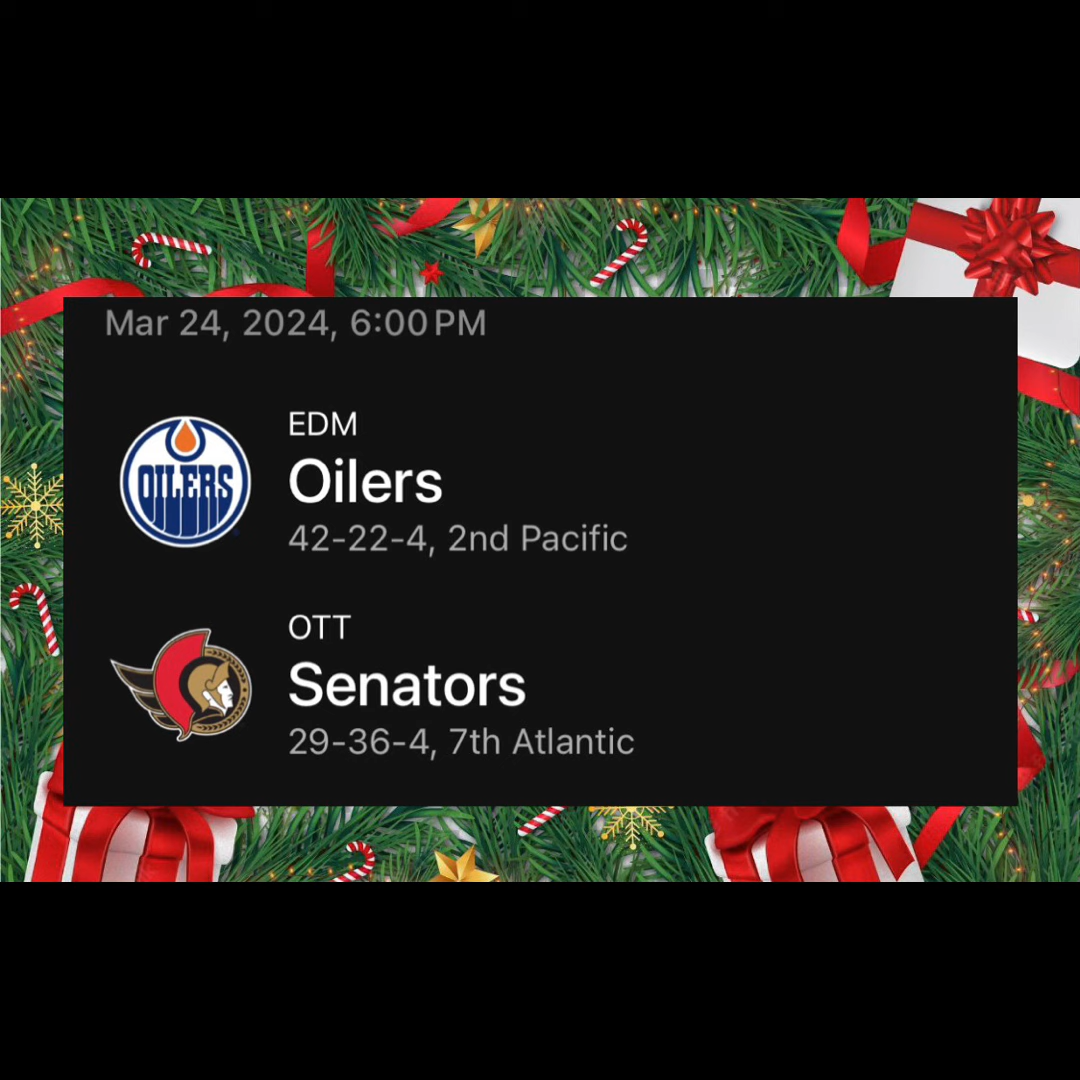 Mar 24, 2024, 6:00 PM
EDM
OILERS
Oilers
42-22-4, 2nd Pacific
OTT
Senators
29-36-4, 7th Atlantic